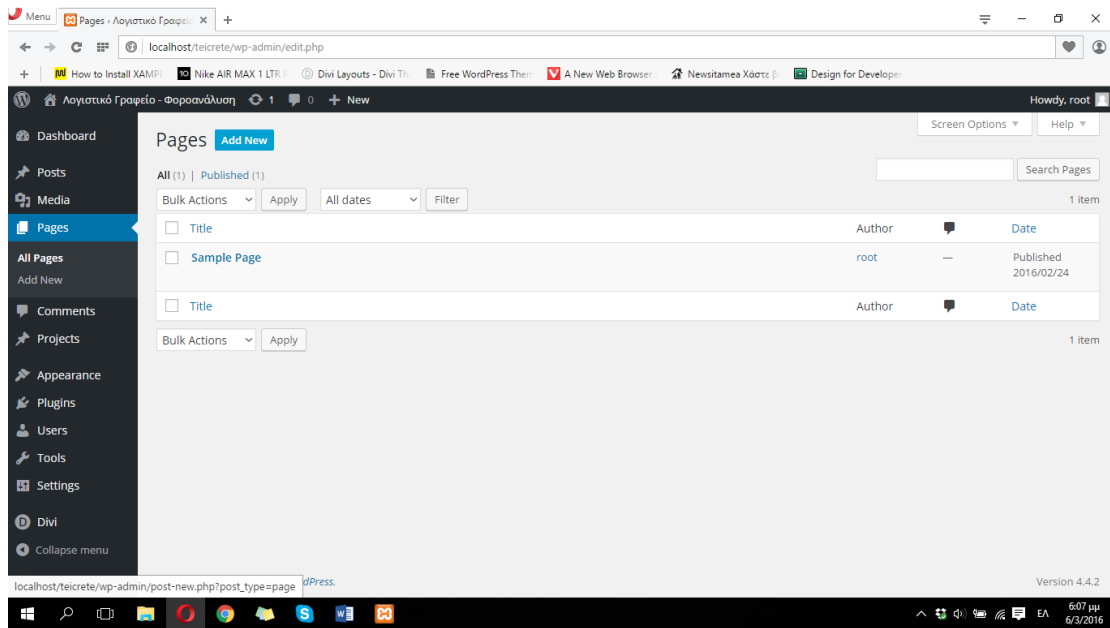 Menu
Pages ‹ Λογιστικό Γραφείο
localhost/teicrete/wp-admin/edit.php
How to Install XAMPP 10 Nike AIR MAX 1 LTR Divi Layouts - Divi Free WordPress Them A New Web Browser Newsitamea Χάστε Design for Developer
Λογιστικό Γραφείο - Φοροανάλυση 1 0 + New Howdy, root
Screen Options Help
Dashboard
Posts
Media
Pages
All Pages
Add New
Comments
Projects
Appearance
Plugins
Users
Tools
Settings
Divi
Collapse menu
Pages Add New
All (1) | Published (1)
Search Pages
Bulk Actions Apply All dates Filter 1 item
Title Author Date
Sample Page root — Published
2016/02/24
Title Author Date
Bulk Actions Apply 1 item
localhost/teicrete/wp-admin/post-new.php?post_type=page dPress. Version 4.4.2
ΕΛ 6:07 μμ
6/3/2016